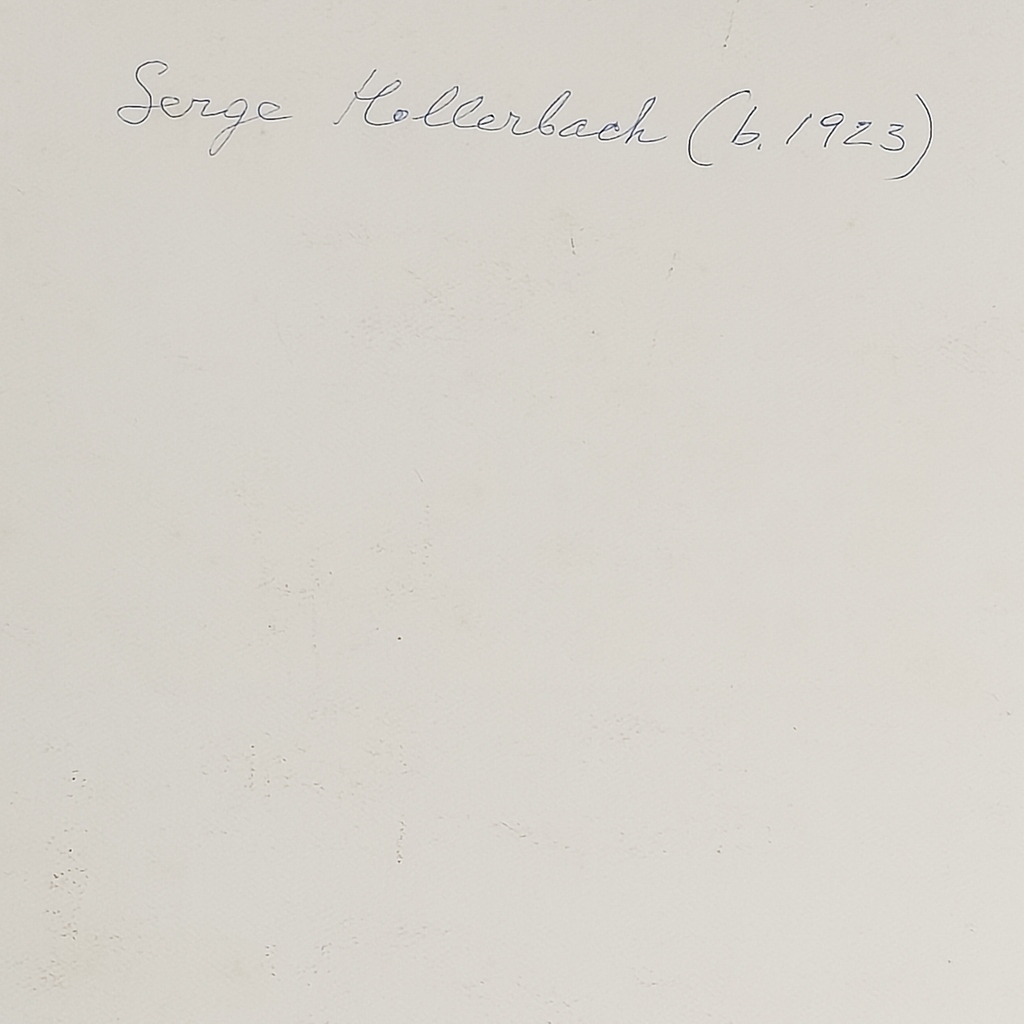 Serge Hollerbach (b. 1923)